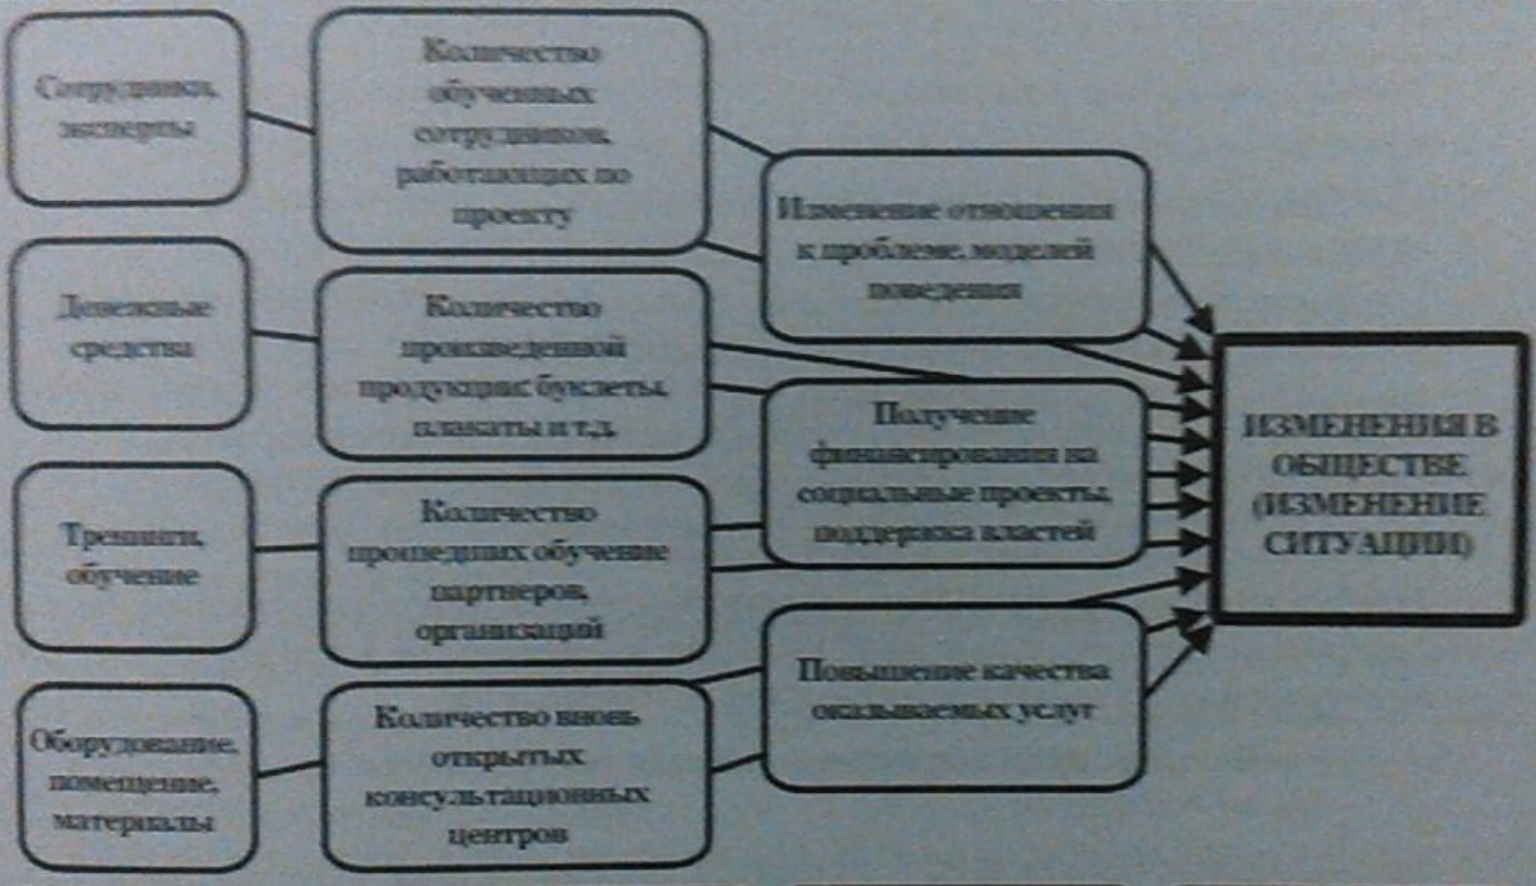 Сотрудники,
эксперты
Количество
обученных
сотрудников,
работающих по
проекту
Денежные
средства
Количество
произведенной
продукции: буклеты,
плакаты и т.д.
Тренинги,
обучение
Количество
прошедших обучение
партнеров,
организаций
Оборудование,
помещение,
материалы
Количество вновь
открытых
консультационных
центров
Изменение отношения
к проблеме, моделей
поведения
Получение
финансирования на
социальные проекты,
поддержка властей
Повышение качества
оказываемых услуг
ИЗМЕНЕНИЯ В
ОБЩЕСТВЕ
(ИЗМЕНЕНИЕ
СИТУАЦИИ)